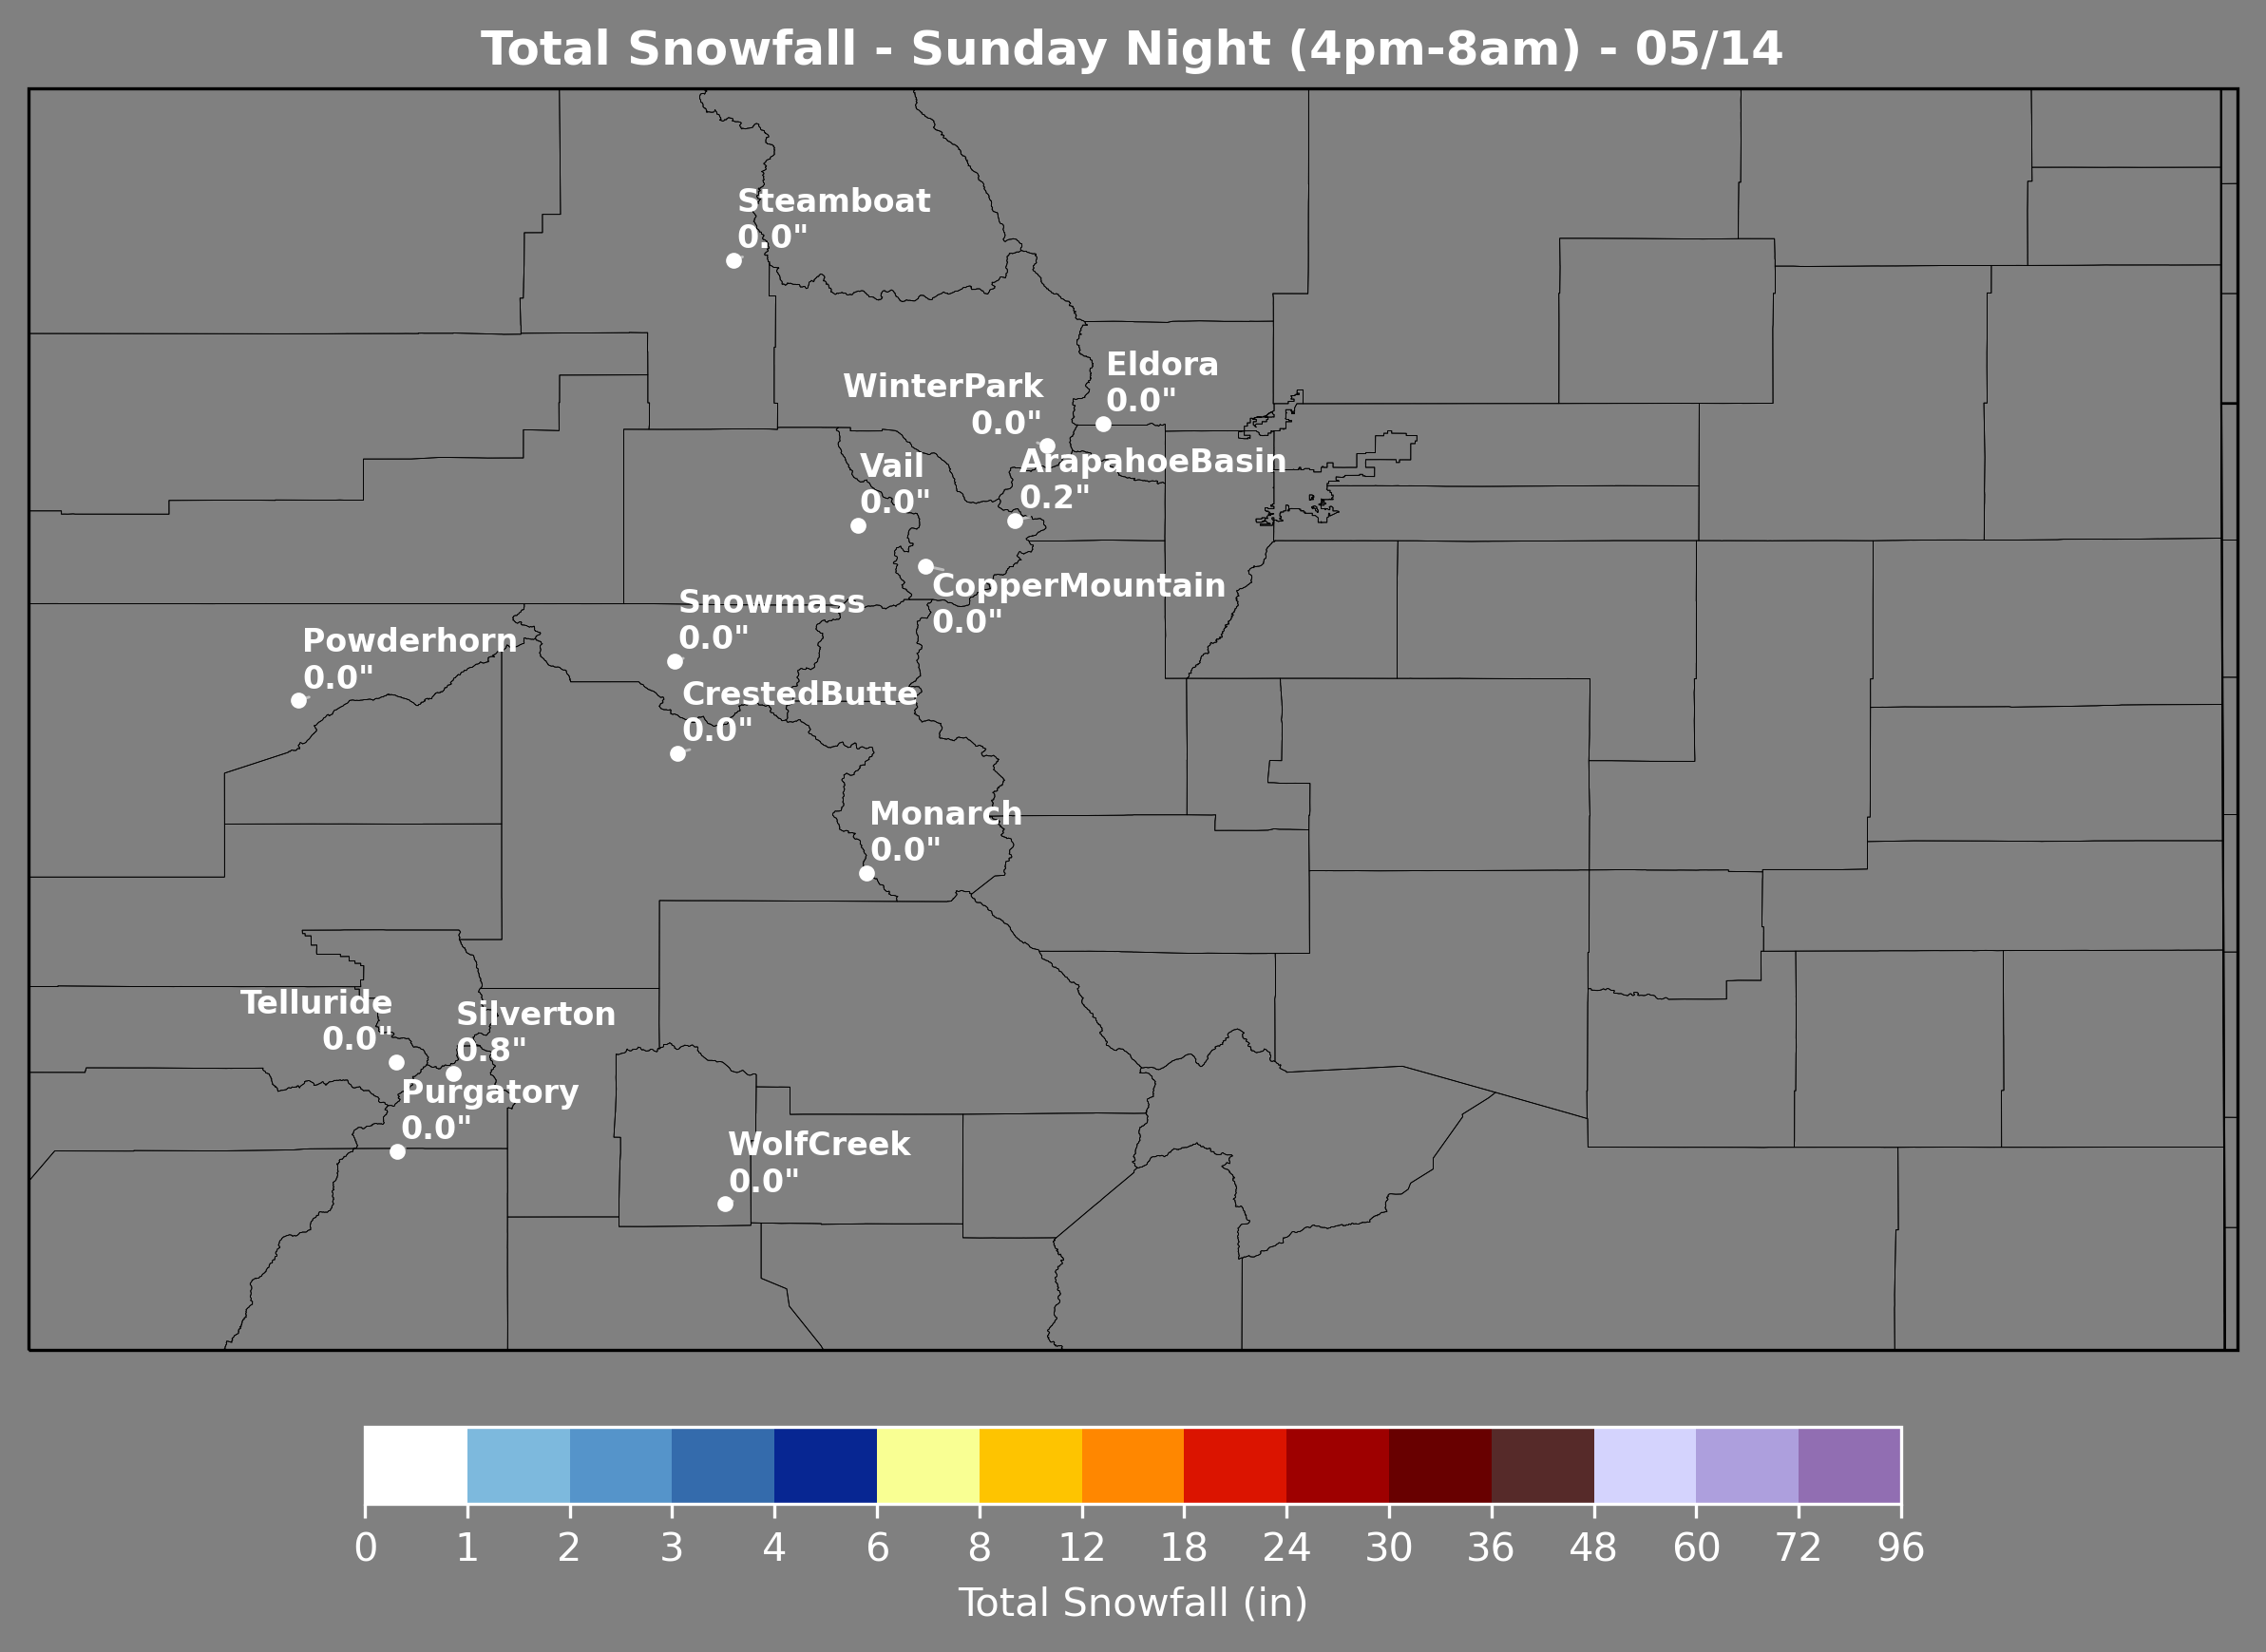 Total Snowfall - Sunday Night (4pm-8am) - 05/14
Steamboat
0.0"
Eldora
0.0"
WinterPark
0.0"
ArapahoeBasin
0.2"
Vail
0.0"
CopperMountain
0.0"
Snowmass
0.0"
Powderhorn
0.0"
CrestedButte
0.0"
Monarch
0.0"
Telluride
0.0"
Silverton
0.8"
Purgatory
0.0"
WolfCreek
0.0"
0 1 2 3 4 6 8 12 18 24 30 36 48 60 72 96
Total Snowfall (in)